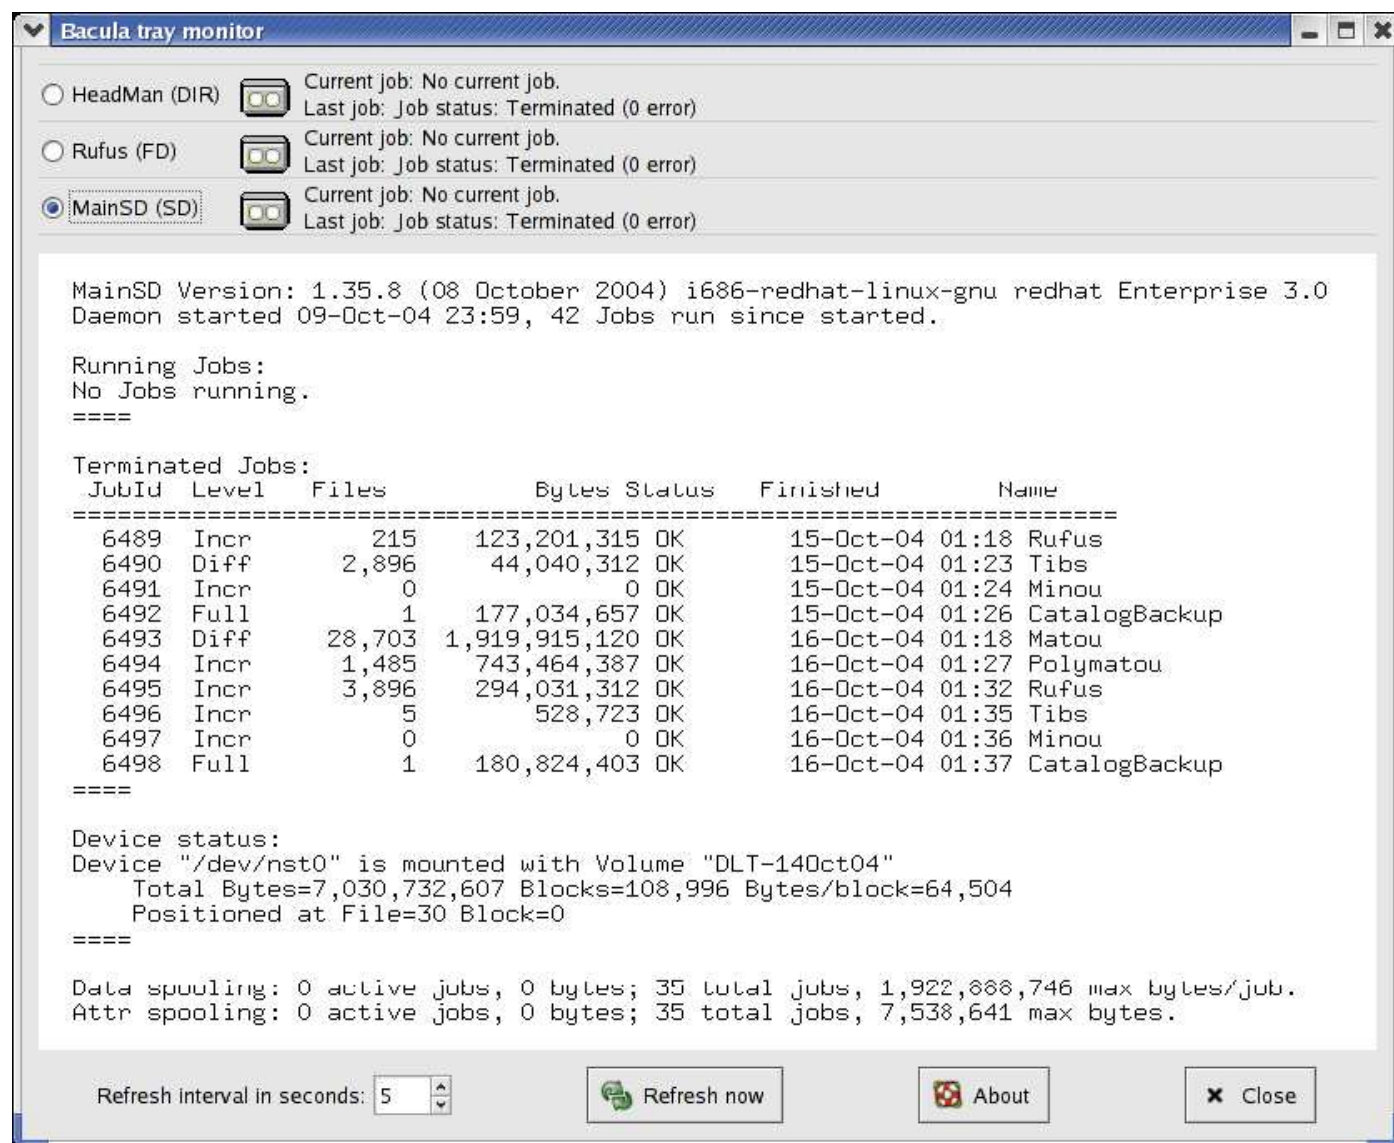 Bacula tray monitor
HeadMan (DIR)
Current job: No current job.
Last job: Job status: Terminated (0 error)
Rufus (FD)
Current job: No current job.
Last job: Job status: Terminated (0 error)
MainSD (SD)
Current job: No current job.
Last job: Job status: Terminated (0 error)
MainSD Version: 1.35.8 (08 October 2004) i686-redhat-linux-gnu redhat Enterprise 3.0
Daemon started 09-Oct-04 23:59, 42 Jobs run since started.
Running Jobs:
No Jobs running.
====
Terminated Jobs:
JobId Level Files Bytes Status Finished Name
======================================================================
6489 Incr 215 123,201,315 OK 15-Oct-04 01:18 Rufus
6490 Diff 2,896 44,040,312 OK 15-Oct-04 01:23 Tibs
6491 Incr 0 0 OK 15-Oct-04 01:24 Minou
6492 Full 1 177,034,657 OK 15-Oct-04 01:26 CatalogBackup
6493 Diff 28,703 1,919,915,120 OK 16-Oct-04 01:18 Matou
6494 Incr 1,485 743,464,387 OK 16-Oct-04 01:27 Polymatou
6495 Incr 3,896 294,031,312 OK 16-Oct-04 01:32 Rufus
6496 Incr 5 528,723 OK 16-Oct-04 01:35 Tibs
6497 Incr 0 0 OK 16-Oct-04 01:36 Minou
6498 Full 1 180,824,403 OK 16-Oct-04 01:37 CatalogBackup
====
Device status:
Device "/dev/nst0" is mounted with Volume "DLT-14Oct04"
Total Bytes=7,030,732,607 Blocks=108,996 Bytes/block=64,504
Positioned at File=30 Block=0
====
Data spooling: 0 active jobs, 0 bytes; 35 total jobs, 1,922,888,746 max bytes/job.
Attr spooling: 0 active jobs, 0 bytes; 35 total jobs, 7,538,641 max bytes.
Refresh interval in seconds: 5
Refresh now
About
Close